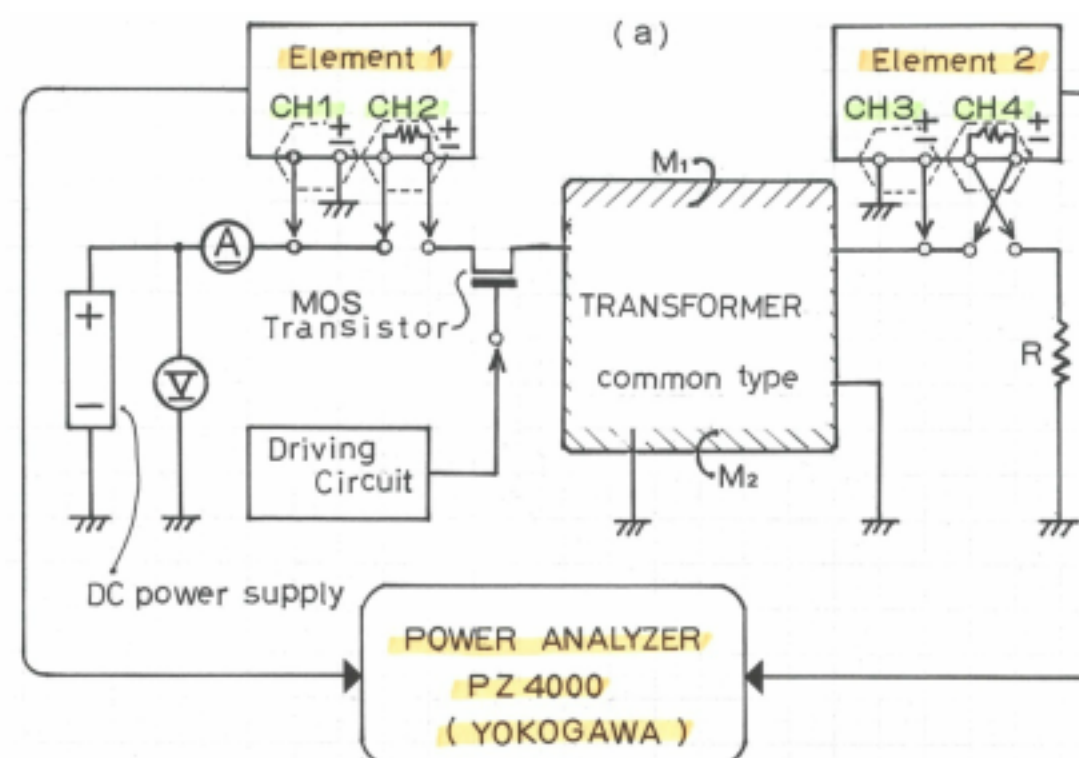 (a)
Element 1
CH1 CH2
±
±
Element 2
CH3 CH4
±
±
M1
A
V
+
−
MOS
Transistor
TRANSFORMER
common type
R
Driving
Circuit
M2
DC power supply
POWER ANALYZER
PZ4000
(YOKOGAWA)